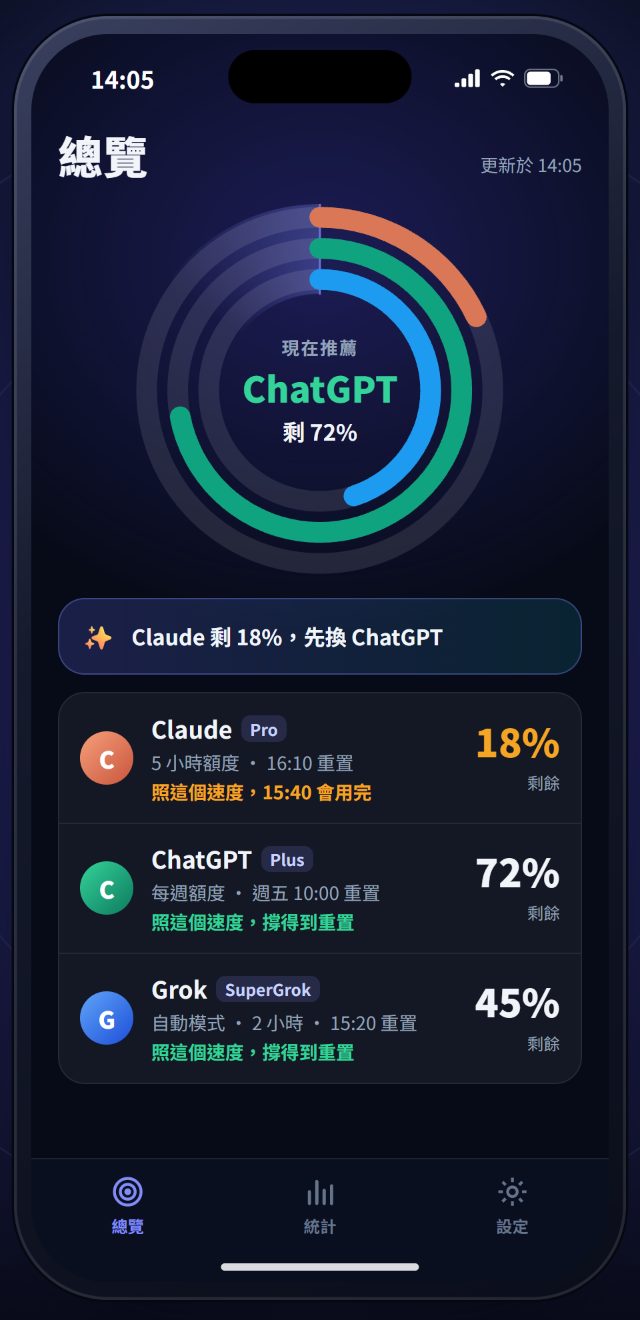 14:05
總覽
更新於 14:05
現在推薦
ChatGPT
剩 72%
✨ Claude 剩 18%，先換 ChatGPT
C
Claude Pro
5 小時額度 · 16:10 重置
照這個速度，15:40 會用完
18%
剩餘
C
ChatGPT Plus
每週額度 · 週五 10:00 重置
照這個速度，撐得到重置
72%
剩餘
G
Grok SuperGrok
自動模式 · 2 小時 · 15:20 重置
照這個速度，撐得到重置
45%
剩餘
總覽
統計
設定